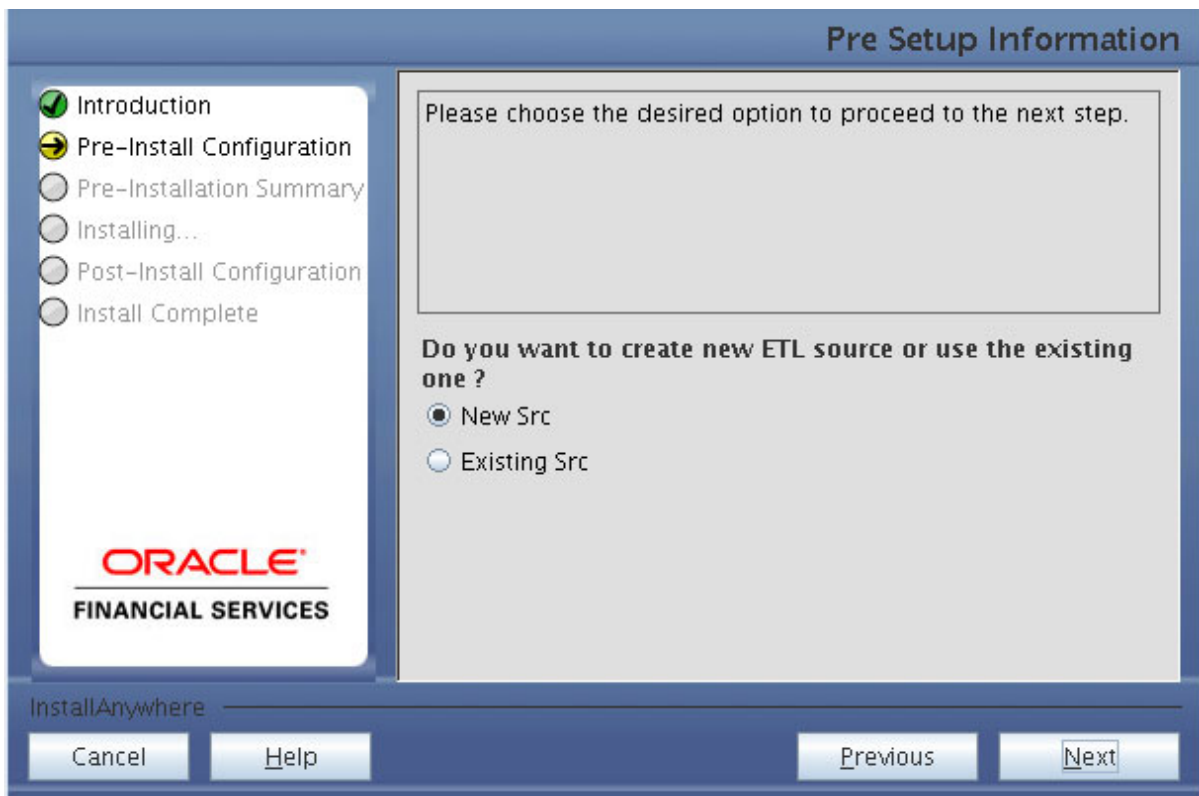 Pre Setup Information
Introduction
Pre-Install Configuration
Pre-Installation Summary
Installing...
Post-Install Configuration
Install Complete
ORACLE
FINANCIAL SERVICES
Please choose the desired option to proceed to the next step.
Do you want to create new ETL source or use the existing
one ?
New Src
Existing Src
InstallAnywhere
Cancel
Help
Previous
Next